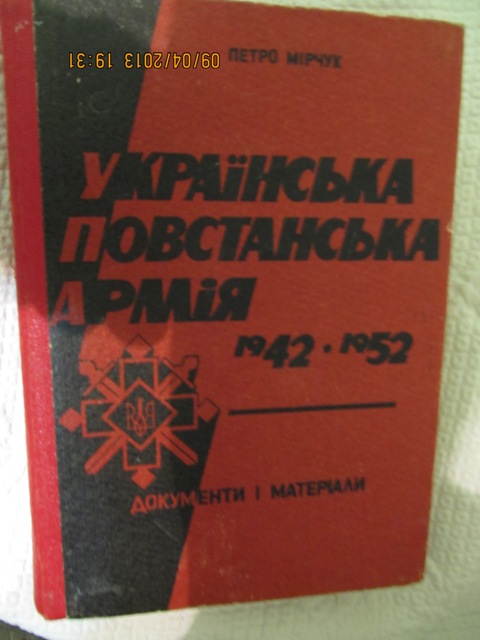 09/04/2013 19:31
ПЕТРО МІРЧУК
УКРАЇНСЬКА
ПОВСТАНСЬКА
АРМІЯ
1942 · 1952
ДОКУМЕНТИ І МАТЕРІАЛИ